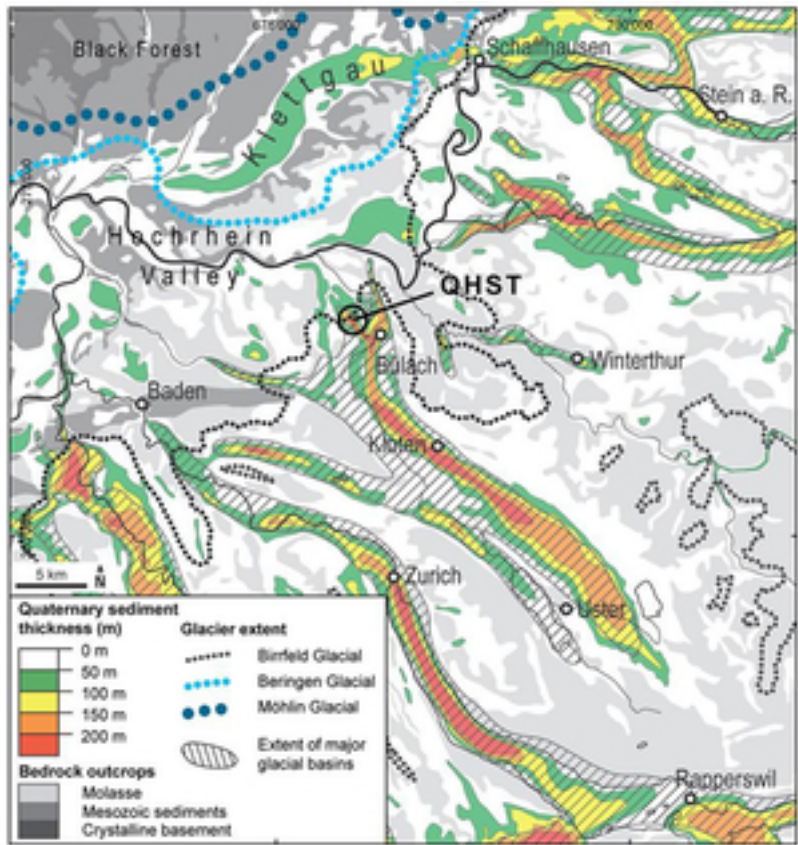 Black Forest
Klettgau
Schaffhausen
Stein a. R.
Hochrhein
Valley
QHST
Bülach
Winterthur
Baden
Kloten
5 km
N
Zurich
Uster
Rapperswil
Quaternary sediment
thickness (m)
0 m
50 m
100 m
150 m
200 m
Bedrock outcrops
Molasse
Mesozoic sediments
Crystalline basement
Glacier extent
Birrfeld Glacial
Beringen Glacial
Möhlin Glacial
Extent of major
glacial basins